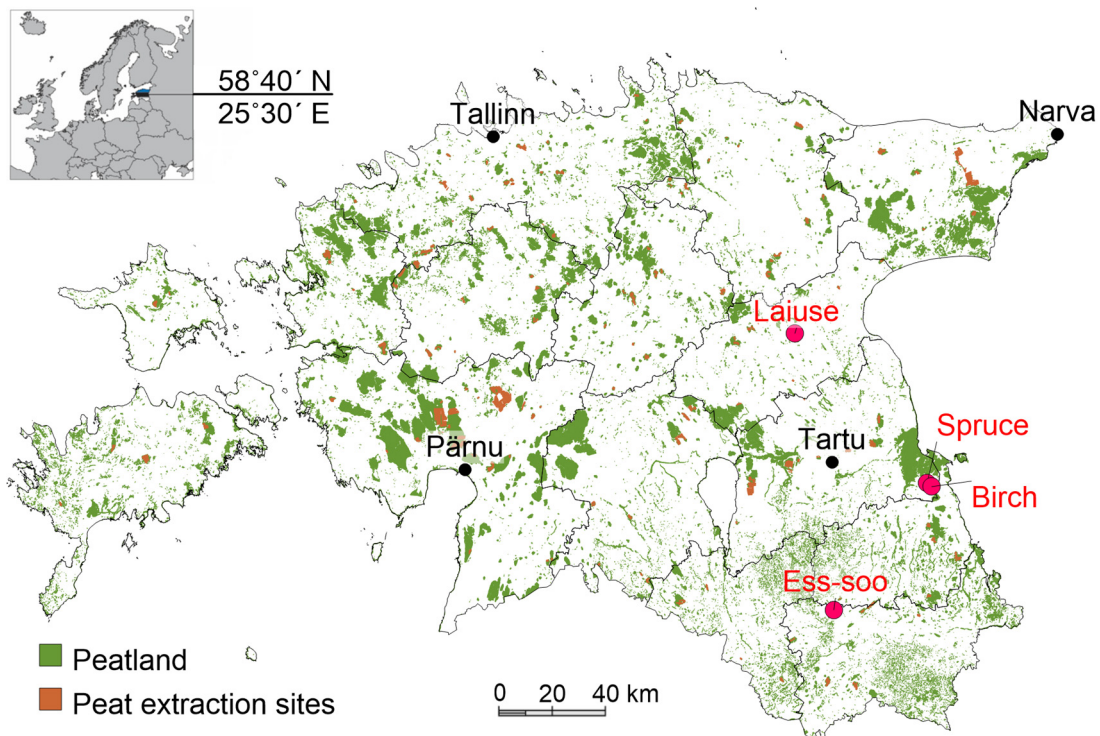 58˚40´ N
25˚30´ E
Tallinn
Narva
Laiuse
Spruce
Pärnu
Tartu
Birch
Ess-soo
Peatland
Peat extraction sites
0 20 40 km